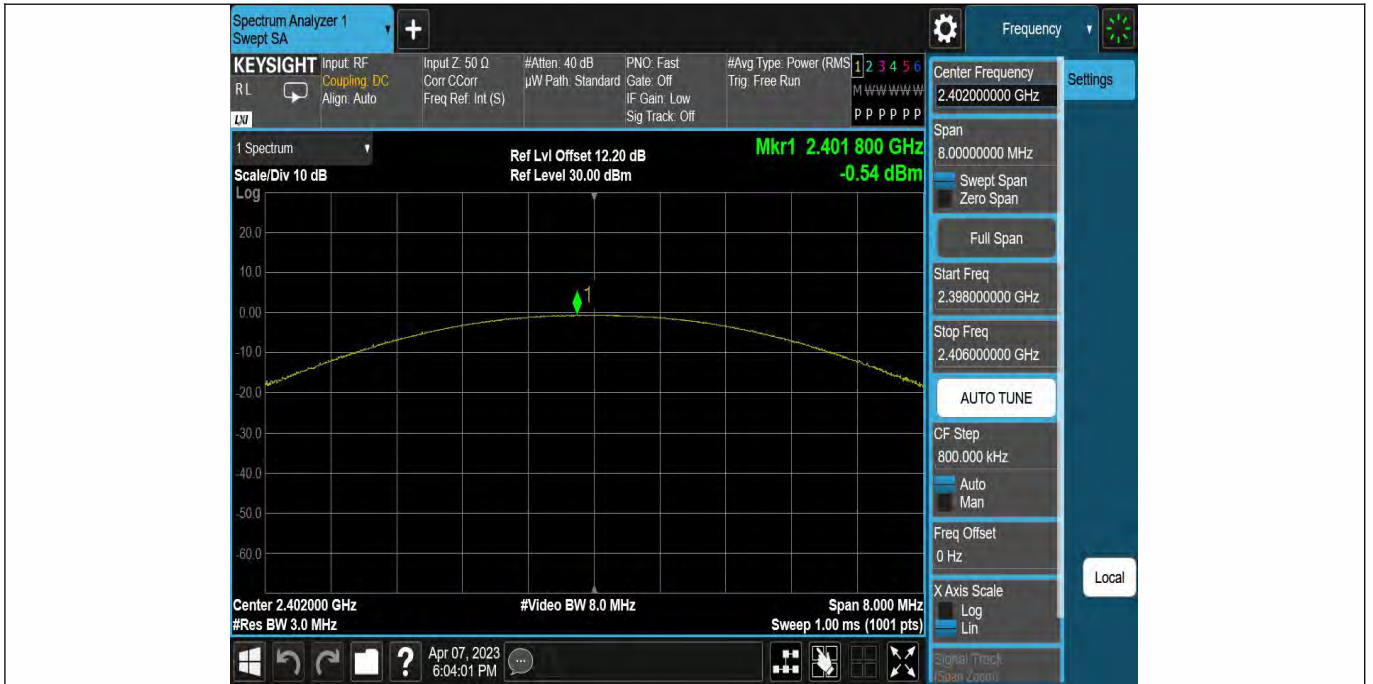 Spectrum Analyzer 1
Swept SA
+
Frequency
KEYSIGHT
R L
LXI
Input: RF
Coupling: DC
Align: Auto
Input Z: 50 Ω
Corr CCorr
Freq Ref: Int (S)
#Atten: 40 dB
µW Path: Standard
PNO: Fast
Gate: Off
IF Gain: Low
Sig Track: Off
#Avg Type: Power (RMS
Trig: Free Run
1 2 3 4 5 6
M W W W W W
P P P P P P
1 Spectrum
Scale/Div 10 dB
Log
Ref Lvl Offset 12.20 dB
Ref Level 30.00 dBm
Mkr1 2.401 800 GHz
-0.54 dBm
20.0
10.0
0.00
-10.0
-20.0
-30.0
-40.0
-50.0
-60.0
1
Center 2.402000 GHz
#Res BW 3.0 MHz
#Video BW 8.0 MHz
Span 8.000 MHz
Sweep 1.00 ms (1001 pts)
Apr 07, 2023
6:04:01 PM
Center Frequency
2.402000000 GHz
Settings
Span
8.00000000 MHz
Swept Span
Zero Span
Full Span
Start Freq
2.398000000 GHz
Stop Freq
2.406000000 GHz
AUTO TUNE
CF Step
800.000 kHz
Auto
Man
Freq Offset
0 Hz
X Axis Scale
Log
Lin
Local
Signal Track
(Span Zoom)